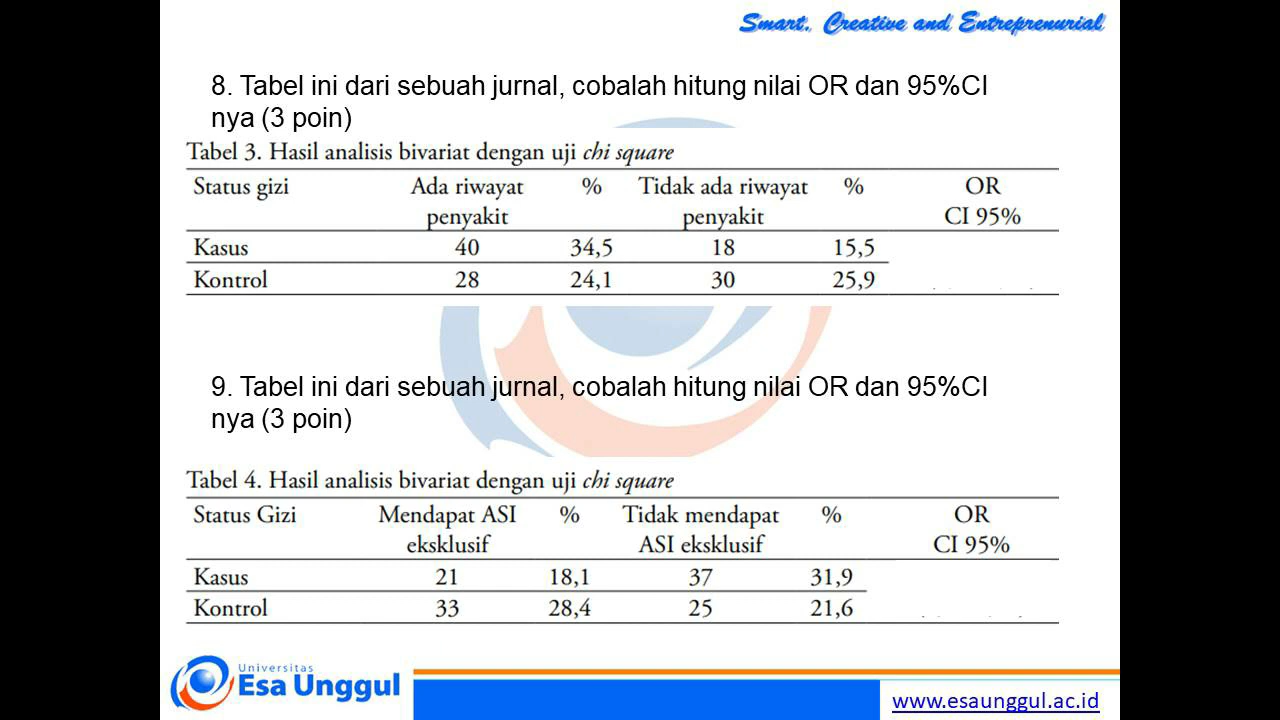 Smart, Creative and Entreprenurial
8. Tabel ini dari sebuah jurnal, cobalah hitung nilai OR dan 95%CI
nya (3 poin)
Tabel 3. Hasil analisis bivariat dengan uji chi square
Status gizi Ada riwayat % Tidak ada riwayat % OR
penyakit penyakit CI 95%
Kasus 40 34,5 18 15,5
Kontrol 28 24,1 30 25,9
9. Tabel ini dari sebuah jurnal, cobalah hitung nilai OR dan 95%CI
nya (3 poin)
Tabel 4. Hasil analisis bivariat dengan uji chi square
Status Gizi Mendapat ASI % Tidak mendapat % OR
eksklusif ASI eksklusif CI 95%
Kasus 21 18,1 37 31,9
Kontrol 33 28,4 25 21,6
Universitas
Esa Unggul
www.esaunggul.ac.id